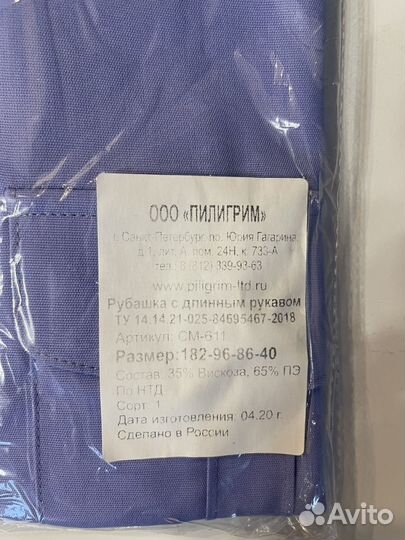 ООО «ПИЛИГРИМ»
г. Санкт-Петербург, пр. Юрия Гагарина,
д.1, лит. А, пом. 24Н, к. 733-А
тел.: 8 (812) 339-93-63
www.piligrim-ltd.ru
Рубашка с длинным рукавом
ТУ 14.14.21-025-84695467-2018
Артикул: СМ-611
Размер:182-96-86-40
Состав: 35% Вискоза, 65% ПЭ
По НТД
Сорт: 1
Дата изготовления: 04.20 г.
Сделано в России
Avito